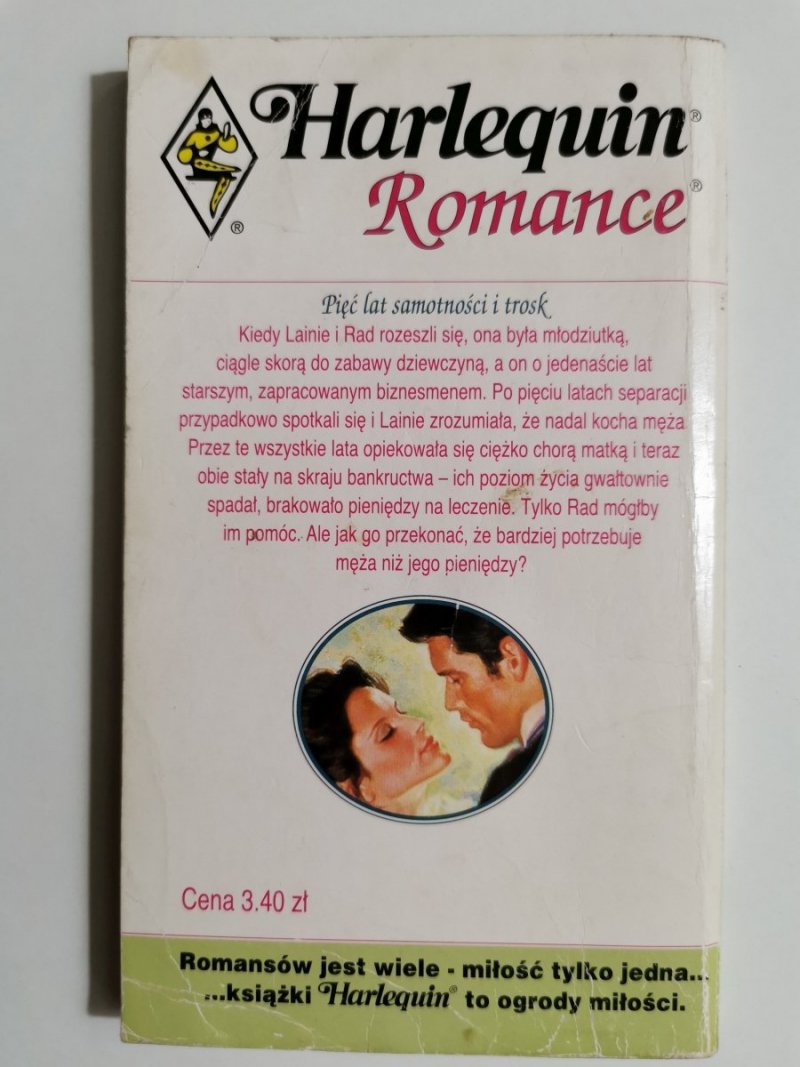 Harlequin®
Romance®
®
Pięć lat samotności i trosk
Kiedy Lainie i Rad rozeszli się, ona była młodziutką,
ciągle skorą do zabawy dziewczyną, a on o jedenaście lat
starszym, zapracowanym biznesmenem. Po pięciu latach separacji
przypadkowo spotkali się i Lainie zrozumiała, że nadal kocha męża
Przez te wszystkie lata opiekowała się ciężko chorą matką i teraz
obie stały na skraju bankructwa – ich poziom życia gwałtownie
spadał, brakowało pieniędzy na leczenie. Tylko Rad mógłby
im pomóc. Ale jak go przekonać, że bardziej potrzebuje
męża niż jego pieniędzy?
Cena 3.40 zł
Romansów jest wiele - miłość tylko jedna...
...książki Harlequin® to ogrody miłości.